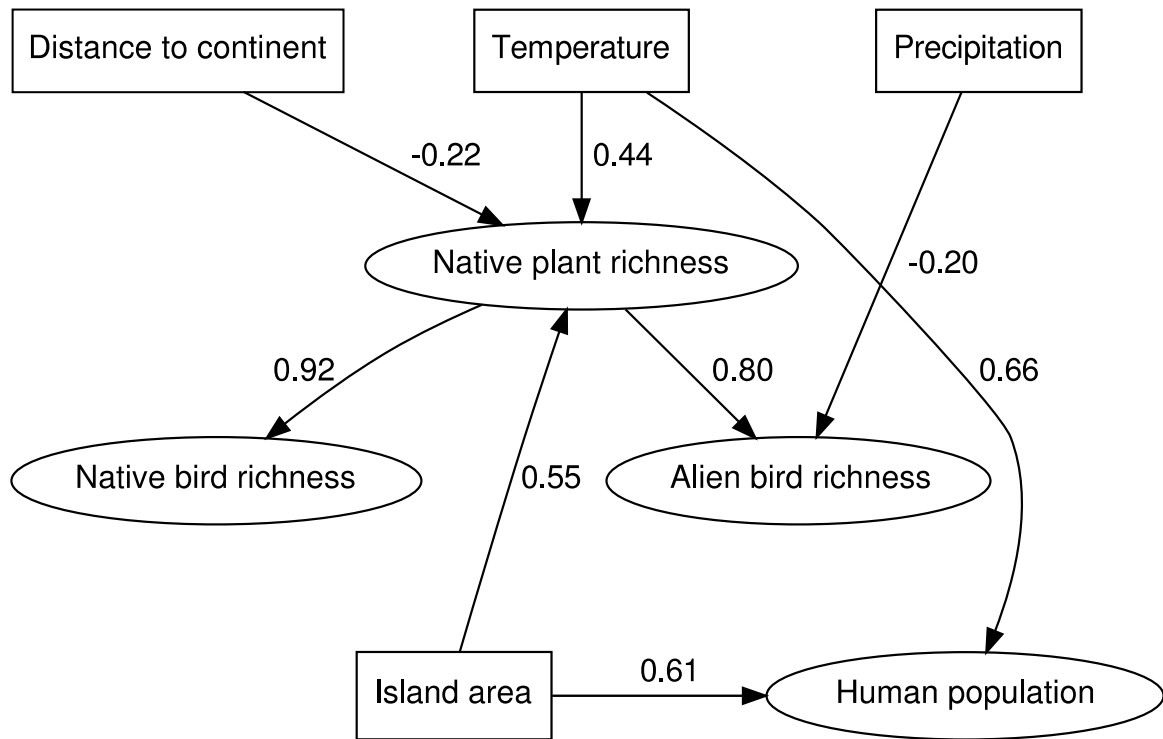 Distance to continent
Temperature
Precipitation
-0.22
0.44
Native plant richness
-0.20
0.92
0.80
0.66
Native bird richness
0.55
Alien bird richness
0.61
Island area
Human population